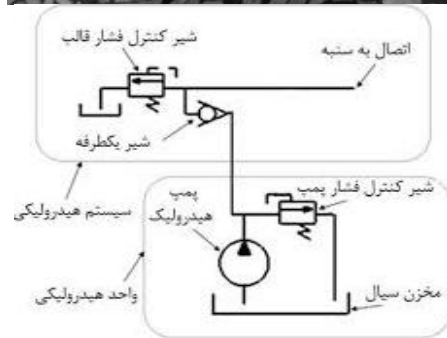 شیر کنترل فشار قالب
اتصال به سنبه
شیر یکطرفه
سیستم هیدرولیکی
شیر کنترل فشار پمپ
پمپ
هیدرولیک
واحد هیدرولیکی
مخزن سیال